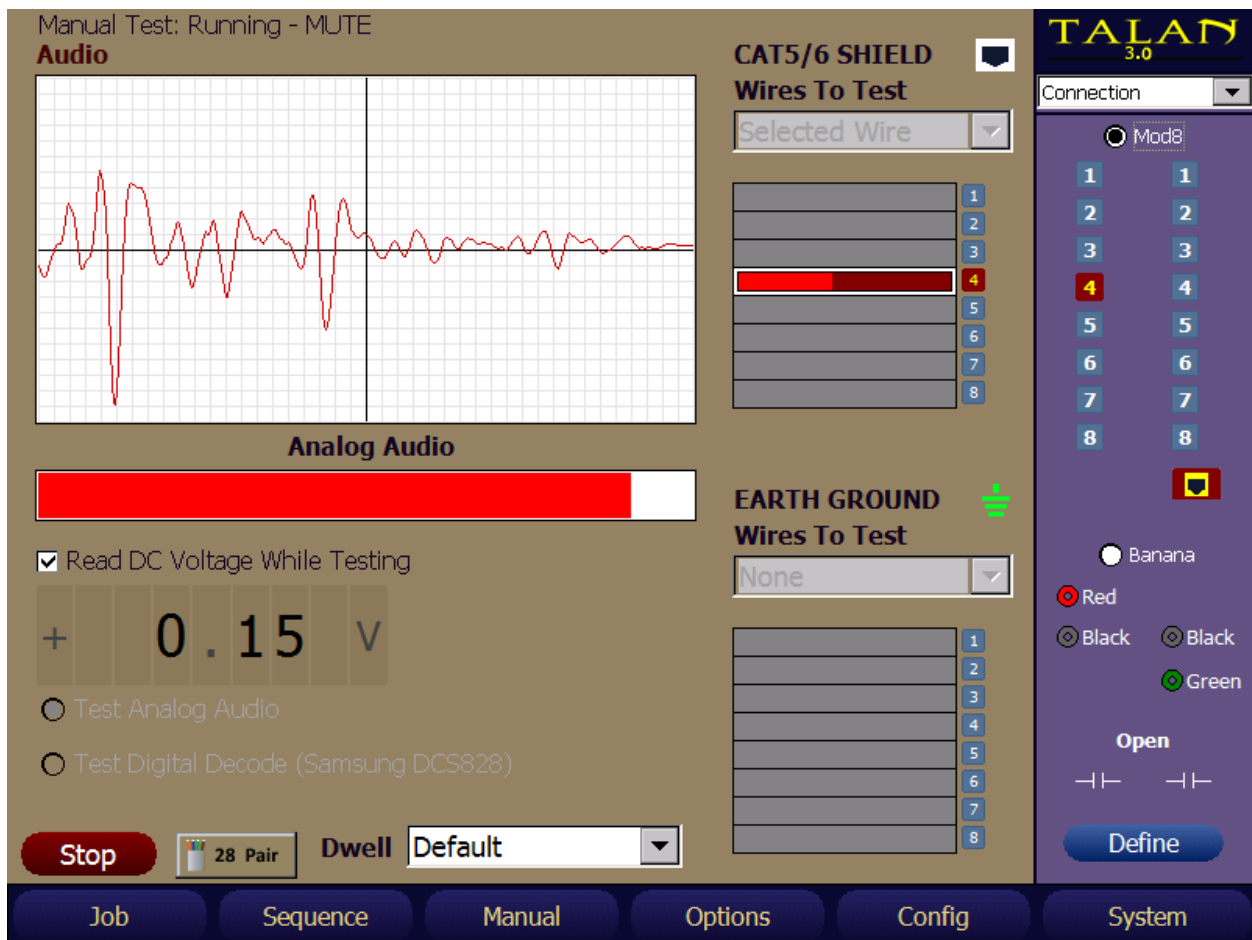 Manual Test: Running - MUTE
Audio
Analog Audio
Read DC Voltage While Testing
+ 0.15 V
Test Analog Audio
Test Digital Decode (Samsung DCS828)
Stop
28 Pair
Dwell
Default
CAT5/6 SHIELD
Wires To Test
Selected Wire
1
2
3
4
5
6
7
8
EARTH GROUND
Wires To Test
None
1
2
3
4
5
6
7
8
TALAN
3.0
Connection
Mod8
1 1
2 2
3 3
4 4
5 5
6 6
7 7
8 8
Banana
Red
Black Black
Green
Open
Define
Job Sequence Manual Options Config System